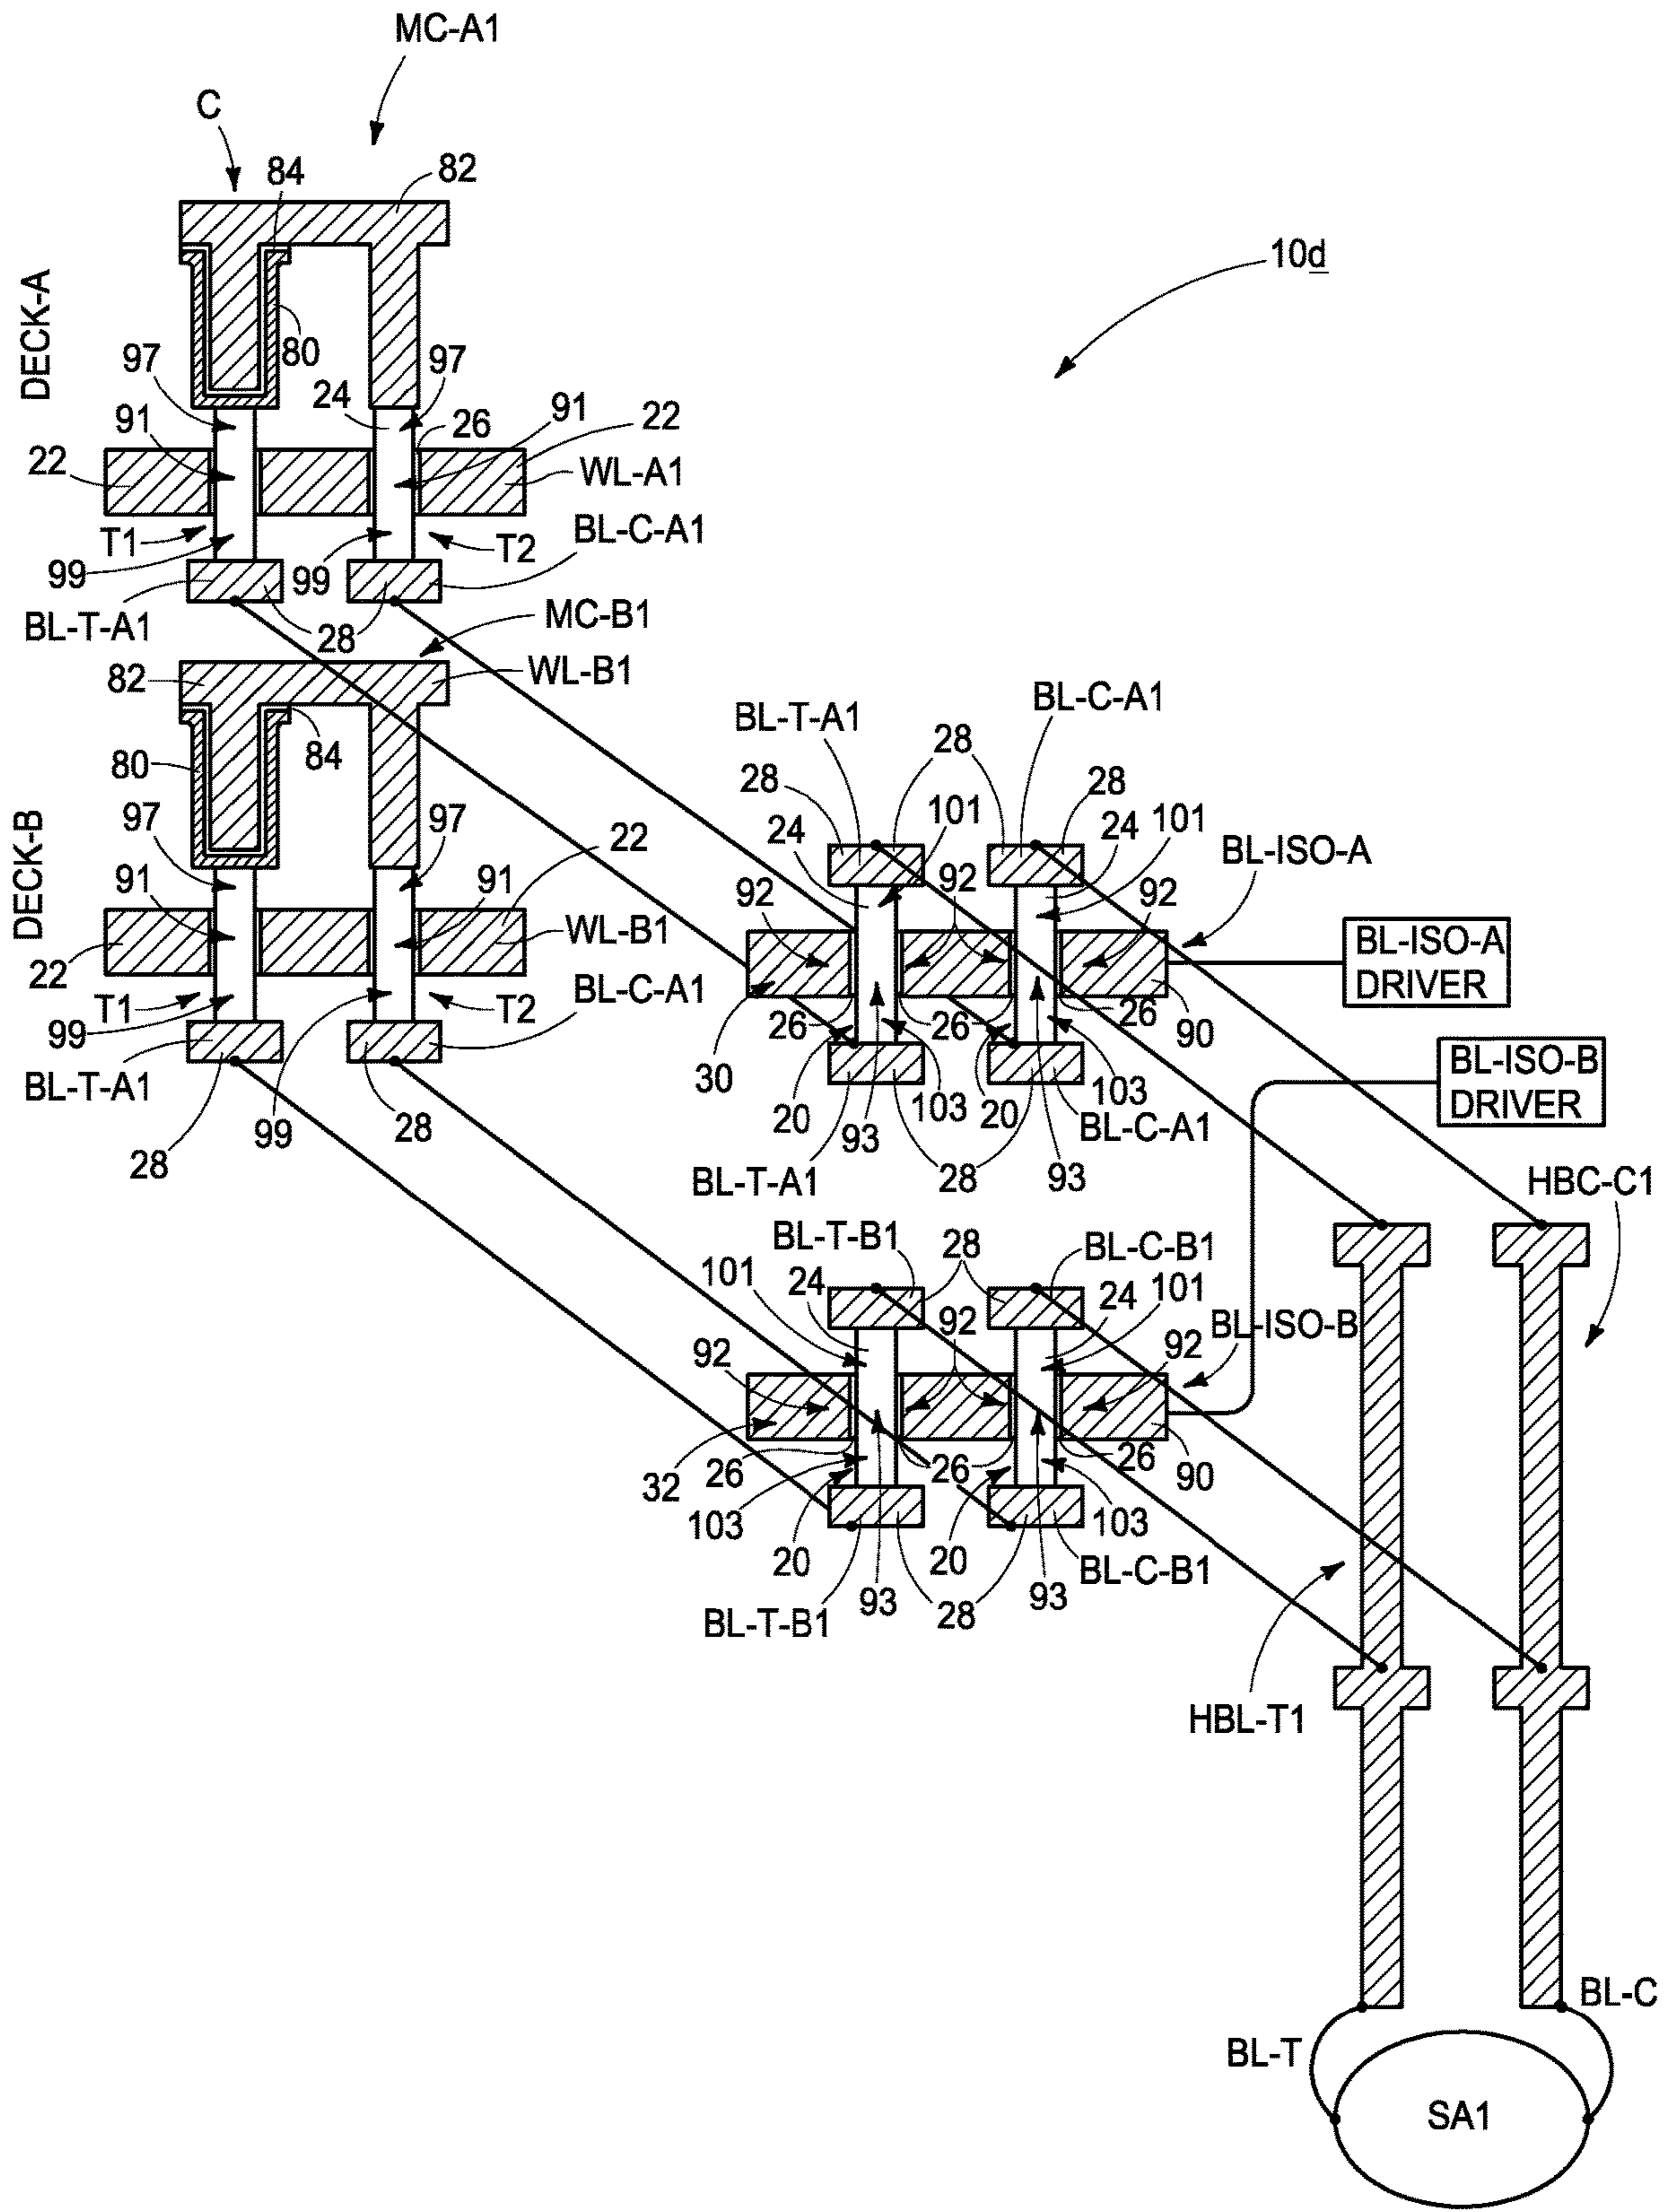 MC-A1
C
84
82
10d
DECK-A
80
97
24
97
91
26
91
22
22
WL-A1
T1
BL-C-A1
99
99
T2
BL-T-A1
28
MC-B1
82
WL-B1
84
80
DECK-B
97
97
22
91
91
WL-B1
22
T1
BL-C-A1
99
T2
BL-T-A1
99
28
28
BL-T-A1
BL-C-A1
28
28
28
24
101
24
101
BL-ISO-A
92
92
92
BL-ISO-A
DRIVER
26
26
26
90
30
20
103
20
103
93
BL-C-A1
BL-T-A1
28
93
BL-ISO-B
DRIVER
HBC-C1
BL-T-B1
28
BL-C-B1
101
24
24
101
92
92
BL-ISO-B
92
26
26
26
90
32
103
103
20
20
BL-C-B1
93
28
93
BL-T-B1
HBL-T1
BL-C
BL-T
SA1